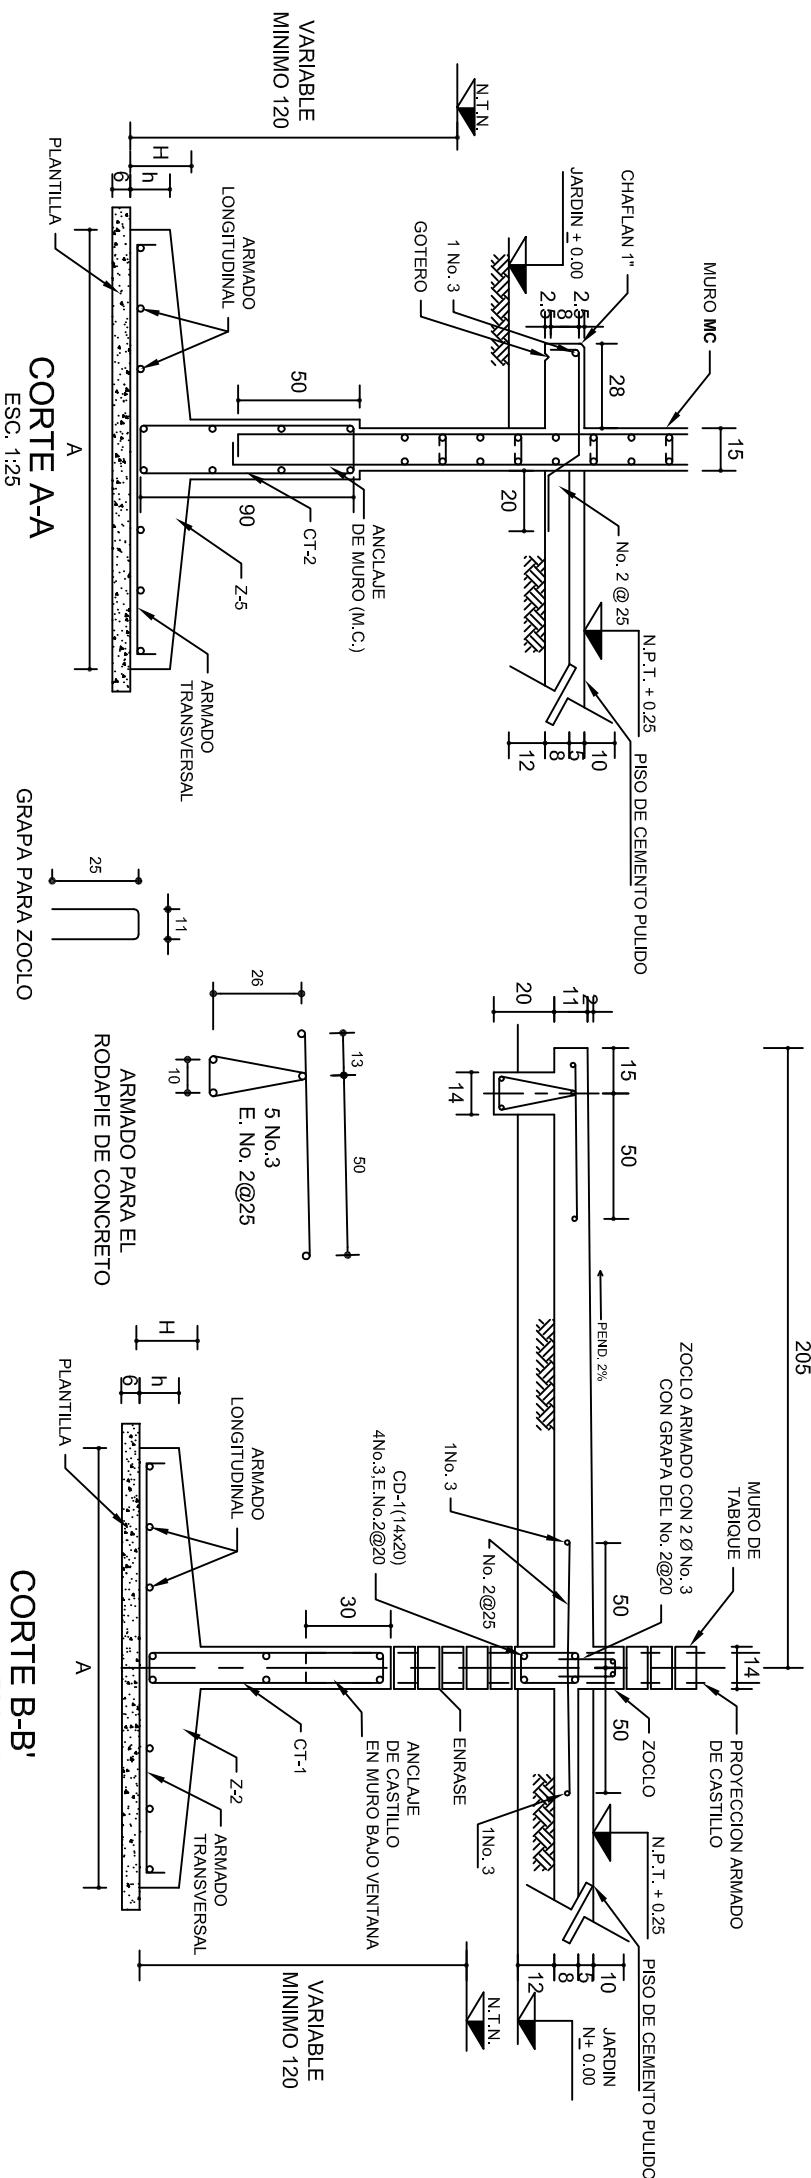 VARIABLE
MINIMO 120
N.T.N.
H
h
6
PLANTILLA
ARMADO
LONGITUDINAL
A
CORTE A-A
ESC. 1:25
JARDIN + 0.00
CHAFLAN 1"
GOTERO
1 No. 3
2.5
8
2.5
28
MURO MC
15
50
20
90
No. 2 @ 25
ANCLAJE
DE MURO (M.C.)
CT-2
Z-5
ARMADO
TRANSVERSAL
N.P.T. + 0.25
PISO DE CEMENTO PULIDO
12
8
5
10
25
11
GRAPA PARA ZOCLO
26
13
50
10
5 No.3
E. No. 2@25
ARMADO PARA EL
RODAPIE DE CONCRETO
205
20
11
2
15
50
14
PEND. 2%
ZOCLO ARMADO CON 2 Ø No. 3
CON GRAPA DEL No. 2@20
MURO DE
TABIQUE
1No. 3
No. 2@25
CD-1(14x20)
4No.3,E.No.2@20
50
50
14
30
PROYECCION ARMADO
DE CASTILLO
ZOCLO
ENRASE
ANCLAJE
DE CASTILLO
EN MURO BAJO VENTANA
1No. 3
CT-1
Z-2
ARMADO
TRANSVERSAL
H
h
6
PLANTILLA
ARMADO
LONGITUDINAL
A
CORTE B-B'
N.P.T. + 0.25
PISO DE CEMENTO PULIDO
12
8
5
10
JARDIN
N± 0.00
N.T.N.
VARIABLE
MINIMO 120